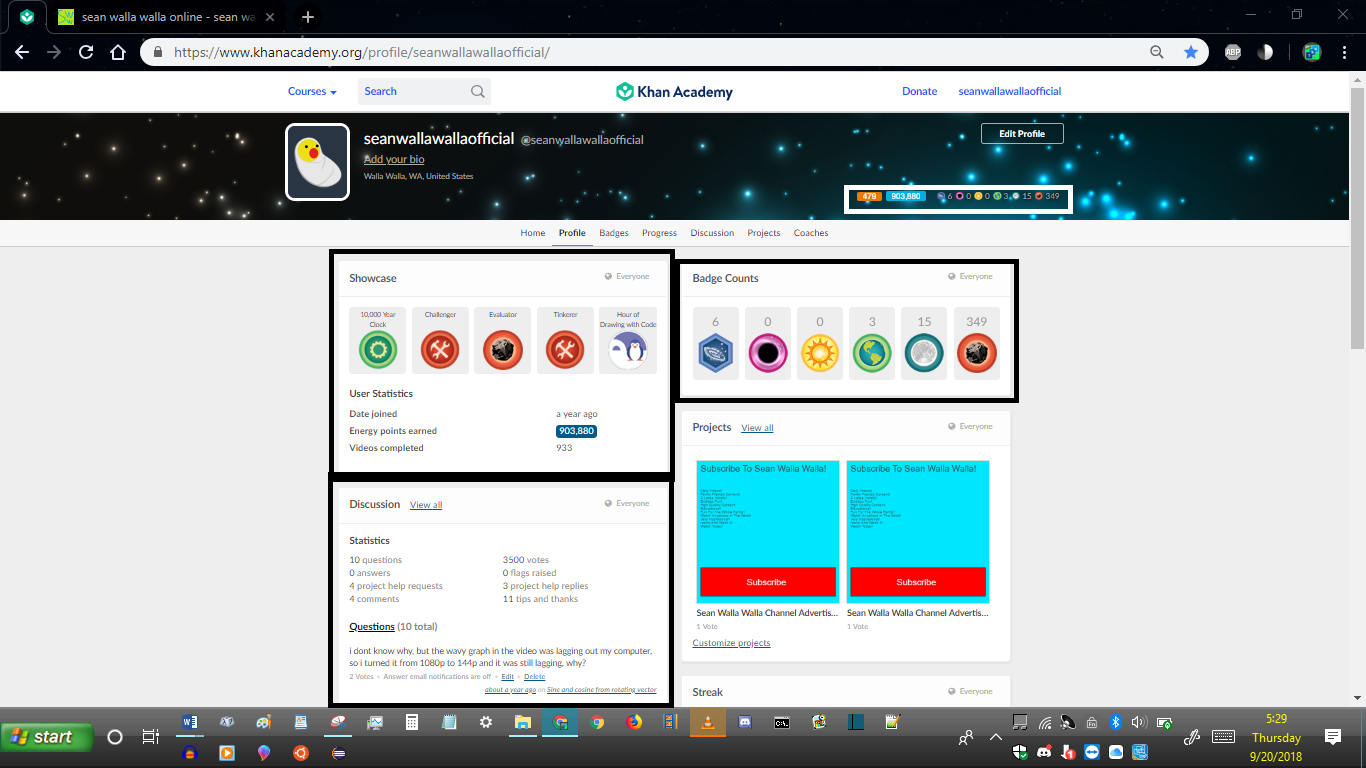 sean walla walla online - sean wa
https://www.khanacademy.org/profile/seanwallawallaofficial/
ABP
Courses
Search
Khan Academy
Donate
seanwallawallaofficial
seanwallawallaofficial @seanwallawallaofficial
Add your bio
Walla Walla, WA, United States
Edit Profile
478 903,880 6 0 0 3 15 349
Home Profile Badges Progress Discussion Projects Coaches
Showcase
Everyone
10,000 Year
Clock
Challenger
Evaluator
Tinkerer
Hour of
Drawing with Code
User Statistics
Date joined a year ago
Energy points earned 903,880
Videos completed 933
Badge Counts
Everyone
6 0 0 3 15 349
Discussion View all
Everyone
Statistics
10 questions 3500 votes
0 answers 0 flags raised
4 project help requests 3 project help replies
4 comments 11 tips and thanks
Questions (10 total)
i dont know why, but the wavy graph in the video was lagging out my computer,
so i turned it from 1080p to 144p and it was still lagging, why?
2 Votes • Answer email notifications are off • Edit • Delete
about a year ago on Sine and cosine from rotating vector
Projects View all
Everyone
Subscribe To Sean Walla Walla!
Subscribe
Sean Walla Walla Channel Advertis...
1 Vote
Subscribe To Sean Walla Walla!
Subscribe
Sean Walla Walla Channel Advertis...
1 Vote
Customize projects
Streak
Everyone
start
5:29
Thursday
9/20/2018